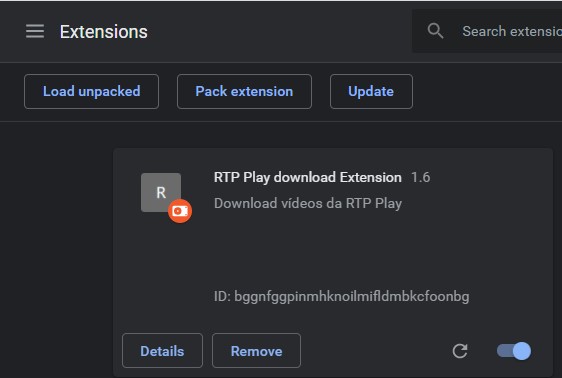 Extensions
Search extensio
Load unpacked
Pack extension
Update
R
RTP Play download Extension 1.6
Download vídeos da RTP Play
ID: bggnfggpinmhknoilmifldmbkcfoonbg
Details
Remove